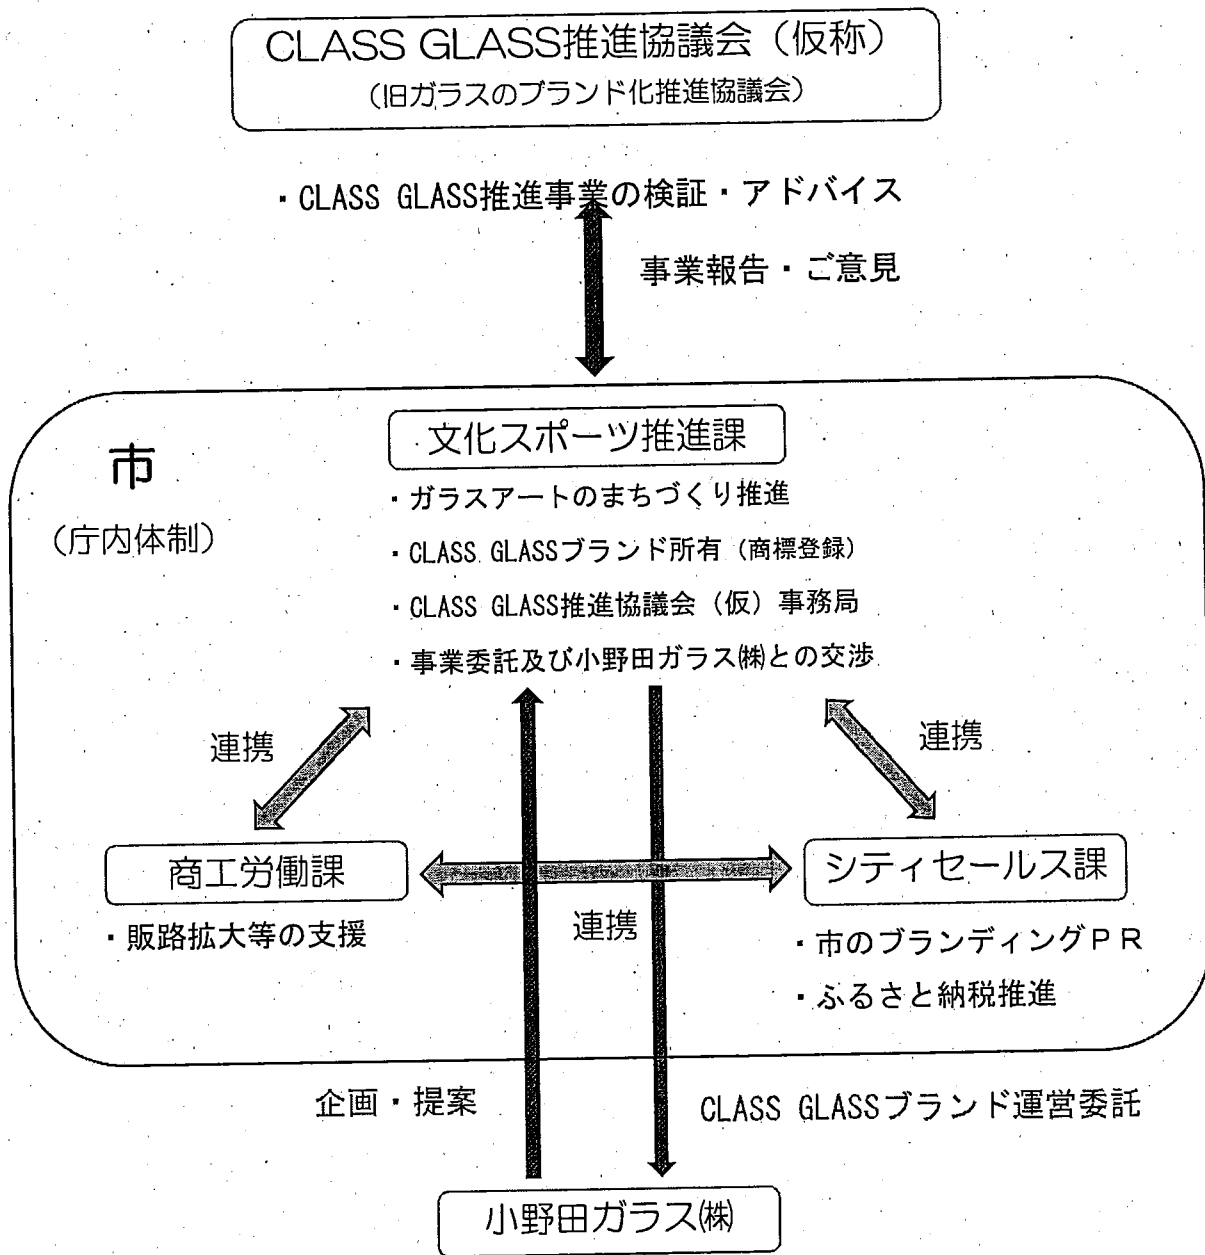 CLASS GLASS推進協議会（仮称）
（旧ガラスのブランド化推進協議会）
・CLASS GLASS推進事業の検証・アドバイス
事業報告・ご意見
市
（庁内体制）
文化スポーツ推進課
・ガラスアートのまちづくり推進
・CLASS GLASSブランド所有（商標登録）
・CLASS GLASS推進協議会（仮）事務局
・事業委託及び小野田ガラス㈱との交渉
連携
連携
商工労働課
・販路拡大等の支援
連携
シティセールス課
・市のブランディングＰＲ
・ふるさと納税推進
企画・提案
CLASS GLASSブランド運営委託
小野田ガラス㈱